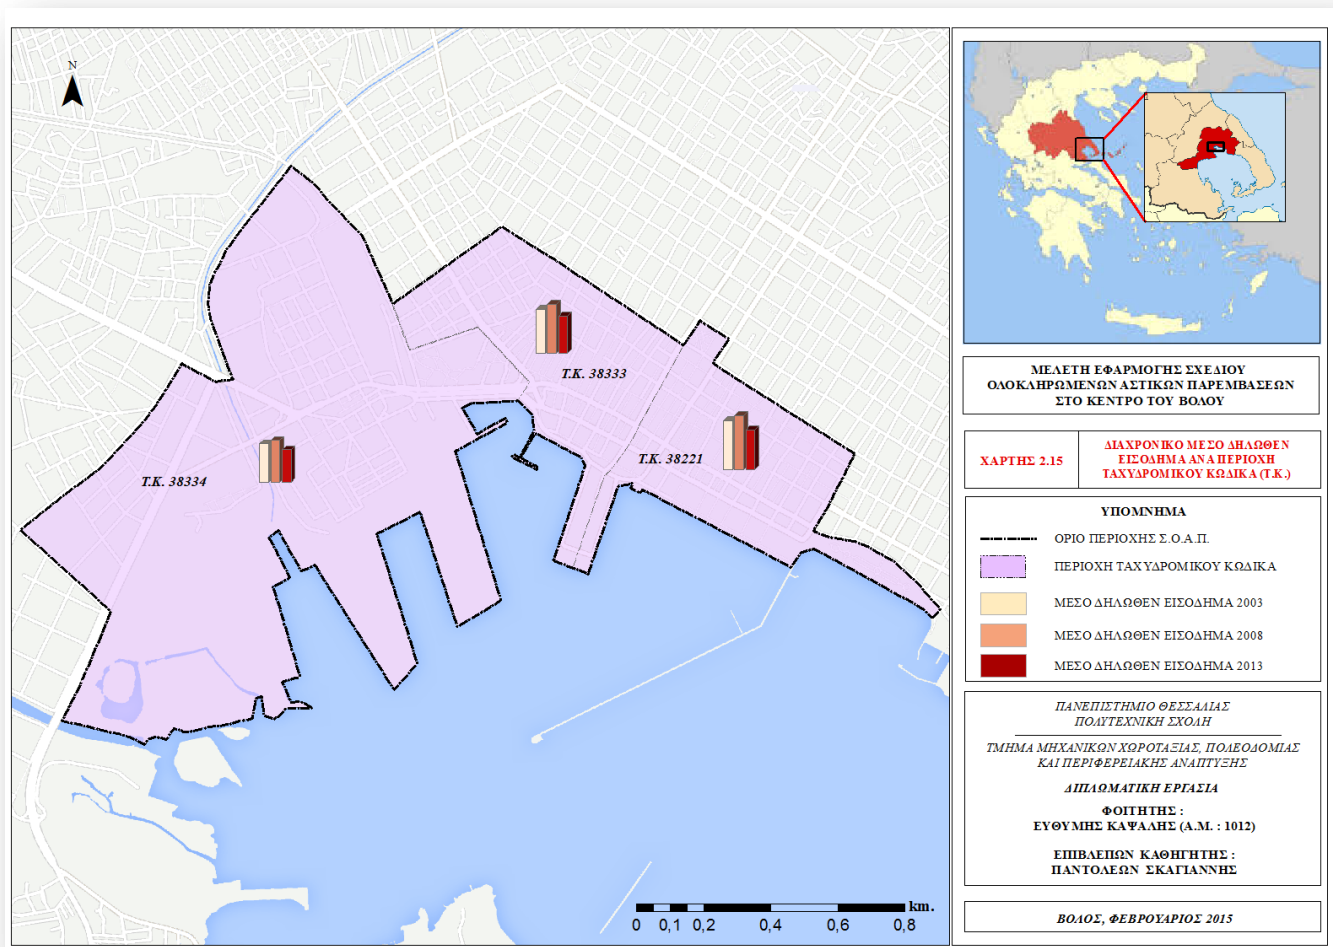 N
Τ.Κ. 38333
Τ.Κ. 38221
Τ.Κ. 38334
km.
0 0,1 0,2 0,4 0,6 0,8
ΜΕΛΕΤΗ ΕΦΑΡΜΟΓΗΣ ΣΧΕΔΙΟΥ
ΟΛΟΚΛΗΡΩΜΕΝΩΝ ΑΣΤΙΚΩΝ ΠΑΡΕΜΒΑΣΕΩΝ
ΣΤΟ ΚΕΝΤΡΟ ΤΟΥ ΒΟΛΟΥ
ΧΑΡΤΗΣ 2.15
ΔΙΑΧΡΟΝΙΚΟ ΜΕΣΟ ΔΗΛΩΘΕΝ
ΕΙΣΟΔΗΜΑ ΑΝΑ ΠΕΡΙΟΧΗ
ΤΑΧΥΔΡΟΜΙΚΟΥ ΚΩΔΙΚΑ (Τ.Κ.)
ΥΠΟΜΝΗΜΑ
ΟΡΙΟ ΠΕΡΙΟΧΗΣ Σ.Ο.Α.Π.
ΠΕΡΙΟΧΗ ΤΑΧΥΔΡΟΜΙΚΟΥ ΚΩΔΙΚΑ
ΜΕΣΟ ΔΗΛΩΘΕΝ ΕΙΣΟΔΗΜΑ 2003
ΜΕΣΟ ΔΗΛΩΘΕΝ ΕΙΣΟΔΗΜΑ 2008
ΜΕΣΟ ΔΗΛΩΘΕΝ ΕΙΣΟΔΗΜΑ 2013
ΠΑΝΕΠΙΣΤΗΜΙΟ ΘΕΣΣΑΛΙΑΣ
ΠΟΛΥΤΕΧΝΙΚΗ ΣΧΟΛΗ
ΤΜΗΜΑ ΜΗΧΑΝΙΚΩΝ ΧΩΡΟΤΑΞΙΑΣ, ΠΟΛΕΟΔΟΜΙΑΣ
ΚΑΙ ΠΕΡΙΦΕΡΕΙΑΚΗΣ ΑΝΑΠΤΥΞΗΣ
ΔΙΠΛΩΜΑΤΙΚΗ ΕΡΓΑΣΙΑ
ΦΟΙΤΗΤΗΣ :
ΕΥΘΥΜΗΣ ΚΑΨΑΛΗΣ (Α.Μ. : 1012)
ΕΠΙΒΛΕΠΩΝ ΚΑΘΗΓΗΤΗΣ :
ΠΑΝΤΟΛΕΩΝ ΣΚΑΓΙΑΝΝΗΣ
ΒΟΛΟΣ, ΦΕΒΡΟΥΑΡΙΟΣ 2015